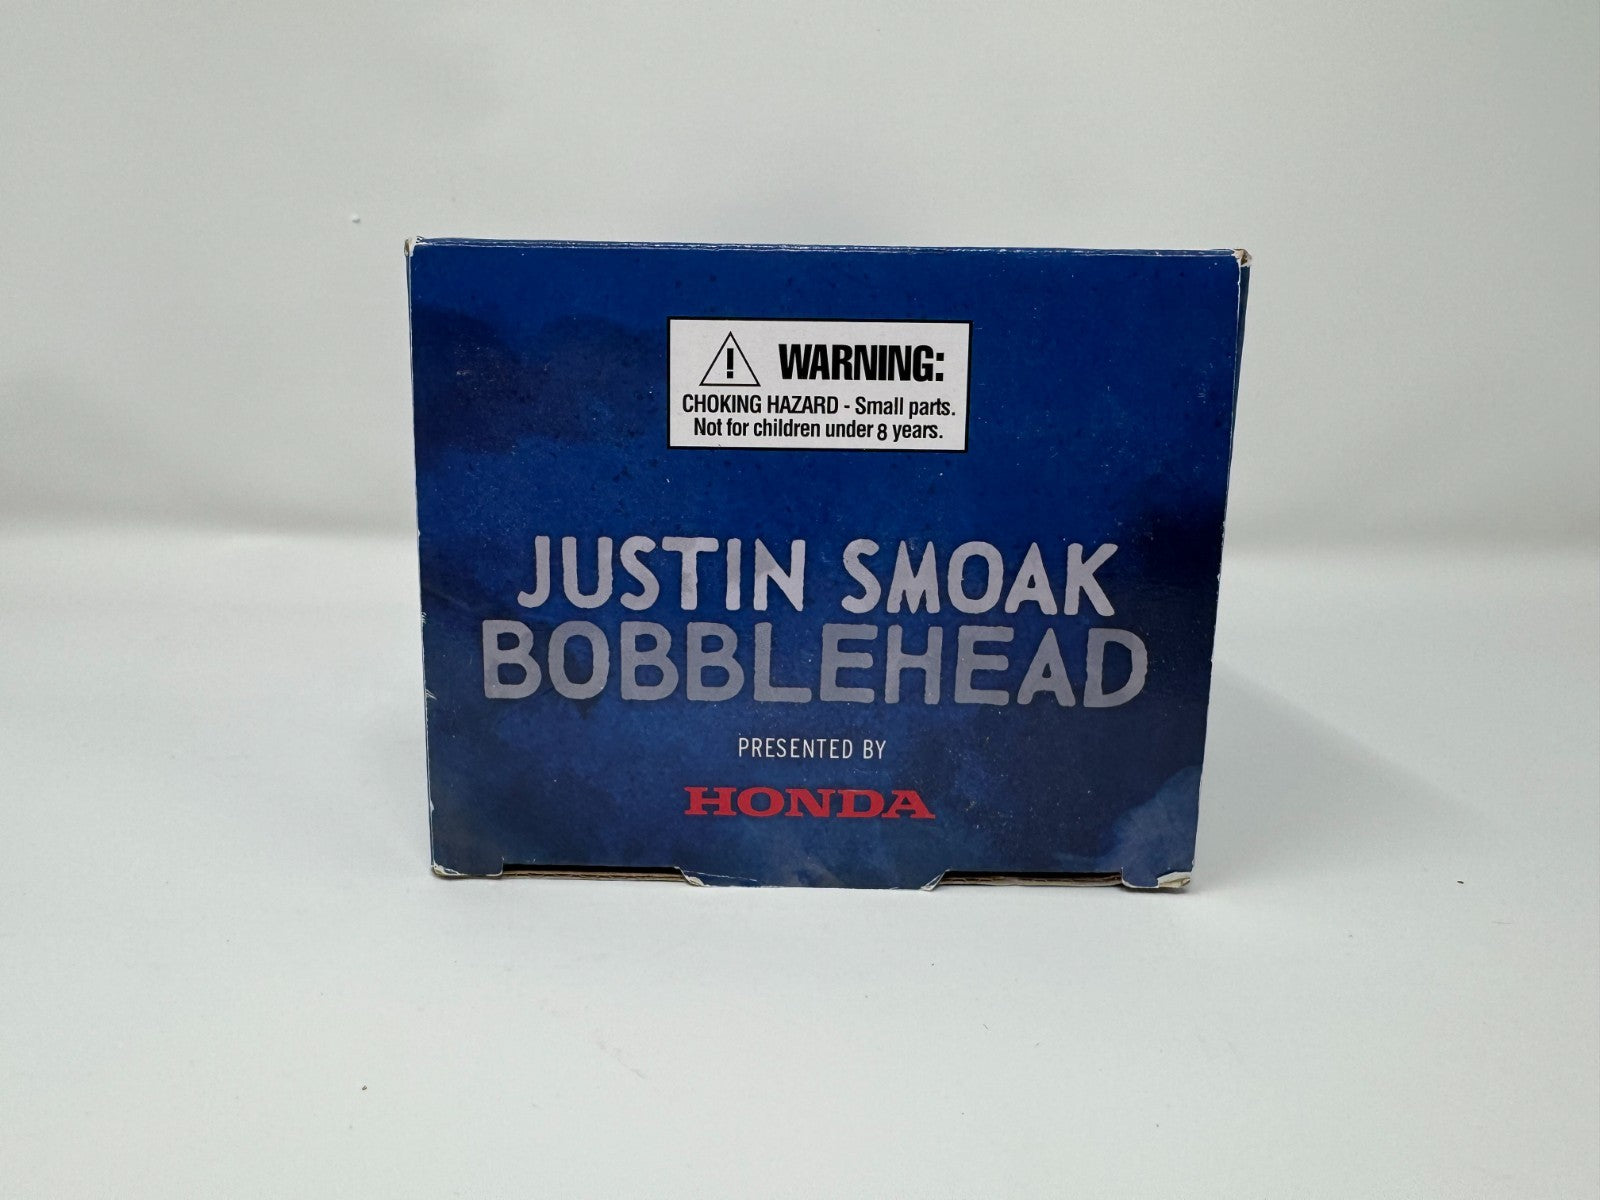 WARNING:
CHOKING HAZARD - Small parts.
Not for children under 8 years.
JUSTIN SMOAK
BOBBLEHEAD
PRESENTED BY
HONDA